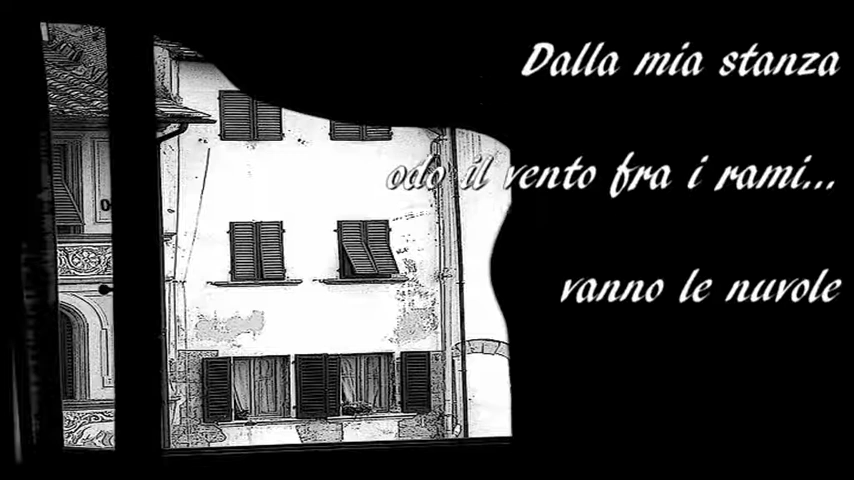 Dalla mia stanza
odo il vento fra i rami...
vanno le nuvole